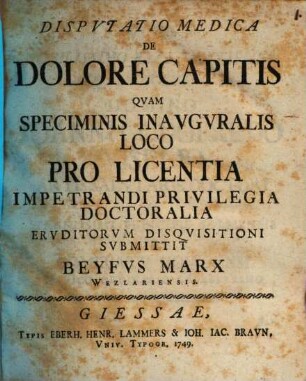 1.
DISPVTATIO MEDICA
DE
DOLORE CAPITIS
QVAM
SPECIMINIS INAVGVRALIS
LOCO
PRO LICENTIA
IMPETRANDI PRIVILEGIA
DOCTORALIA
ERVDITORVM DISQVISITIONI
SVBMITTIT
BEYFVS MARX
WEZLARIENSIS.
GIESSAE,
TYPIS EBERH. HENR. LAMMERS & IOH. IAC. BRAVN,
VNIV. TYPOGR. 1749.